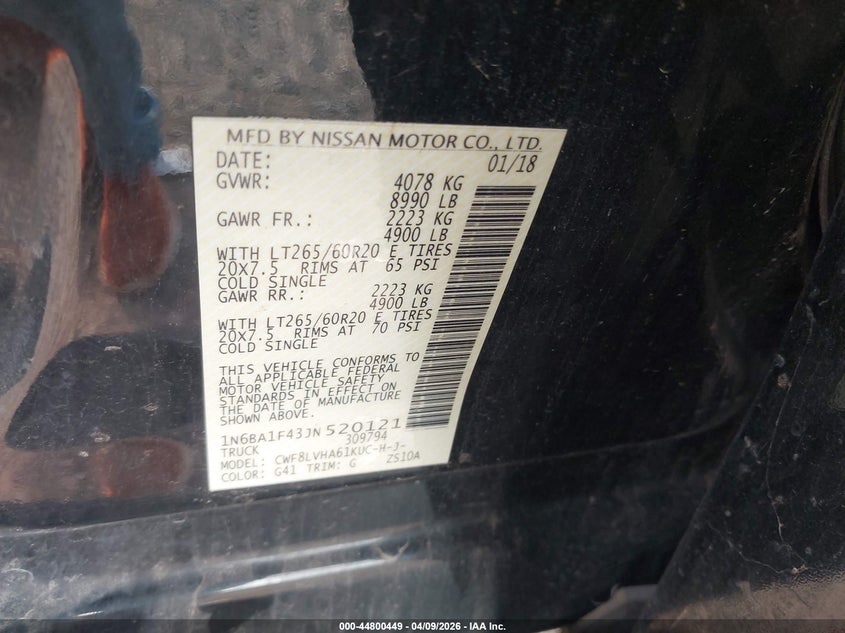 MFD BY NISSAN MOTOR CO., LTD.
DATE: 01/18
GVWR: 4078 KG
8990 LB
GAWR FR.: 2223 KG
4900 LB
WITH LT265/60R20 E TIRES
20X7.5 RIMS AT 65 PSI
COLD SINGLE
GAWR RR.: 2223 KG
4900 LB
WITH LT265/60R20 E TIRES
20X7.5 RIMS AT 70 PSI
COLD SINGLE
THIS VEHICLE CONFORMS TO
ALL APPLICABLE FEDERAL
MOTOR VEHICLE SAFETY
STANDARDS IN EFFECT ON
THE DATE OF MANUFACTURE
SHOWN ABOVE.
1N6BA1F43JN520121
TRUCK 309794
MODEL: CWF8LVHA61KUC-H-J-
COLOR: G41 TRIM: G ZS10A
000-44800449 - 04/09/2026 - IAA Inc.